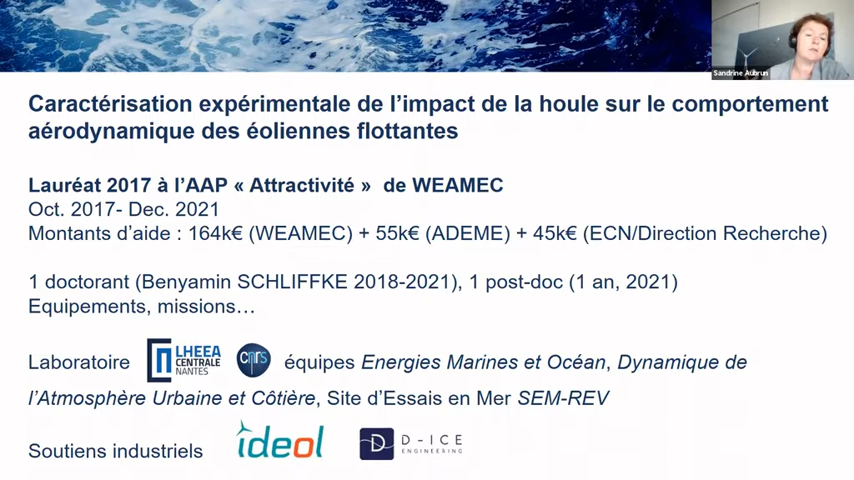 Sandrine Aubrun
Caractérisation expérimentale de l'impact de la houle sur le comportement
aérodynamique des éoliennes flottantes
Lauréat 2017 à l'AAP « Attractivité » de WEAMEC
Oct. 2017- Dec. 2021
Montants d'aide : 164k€ (WEAMEC) + 55k€ (ADEME) + 45k€ (ECN/Direction Recherche)
1 doctorant (Benyamin SCHLIFFKE 2018-2021), 1 post-doc (1 an, 2021)
Equipements, missions…
Laboratoire LHEEA CENTRALE NANTES cnrs équipes Energies Marines et Océan, Dynamique de
l'Atmosphère Urbaine et Côtière, Site d'Essais en Mer SEM-REV
Soutiens industriels ideol D-ICE ENGINEERING